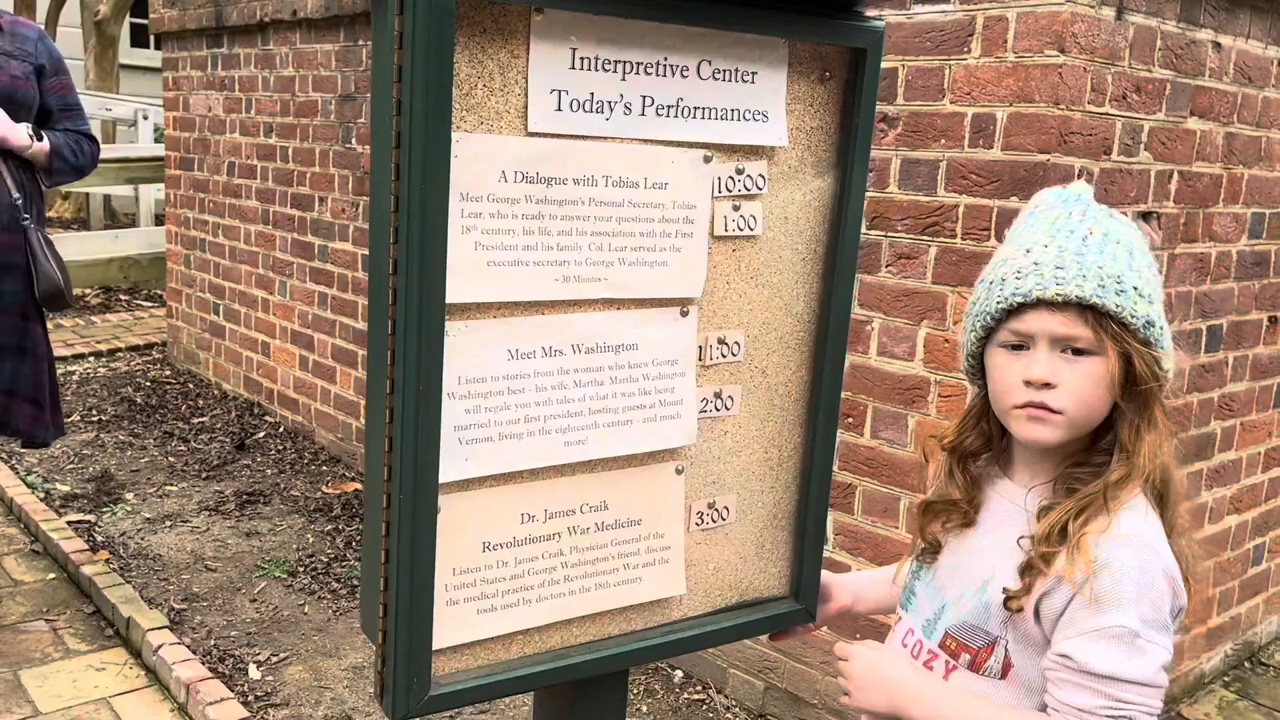 Interpretive Center
Today's Performances
A Dialogue with Tobias Lear
Meet George Washington's Personal Secretary, Tobias
Lear, who is ready to answer your questions about the
18th century, his life, and his association with the First
President and his family. Col. Lear served as the
executive secretary to George Washington.
~ 30 Minutes ~
10:00
1:00
Meet Mrs. Washington
Listen to stories from the woman who knew George
Washington best - his wife, Martha. Martha Washington
will regale you with tales of what it was like being
married to our first president, hosting guests at Mount
Vernon, living in the eighteenth century - and much
more!
11:00
2:00
Dr. James Craik
Revolutionary War Medicine
Listen to Dr. James Craik, Physician General of the
United States and George Washington's friend, discuss
the medical practice of the Revolutionary War and the
tools used by doctors in the 18th century.
3:00
COZY